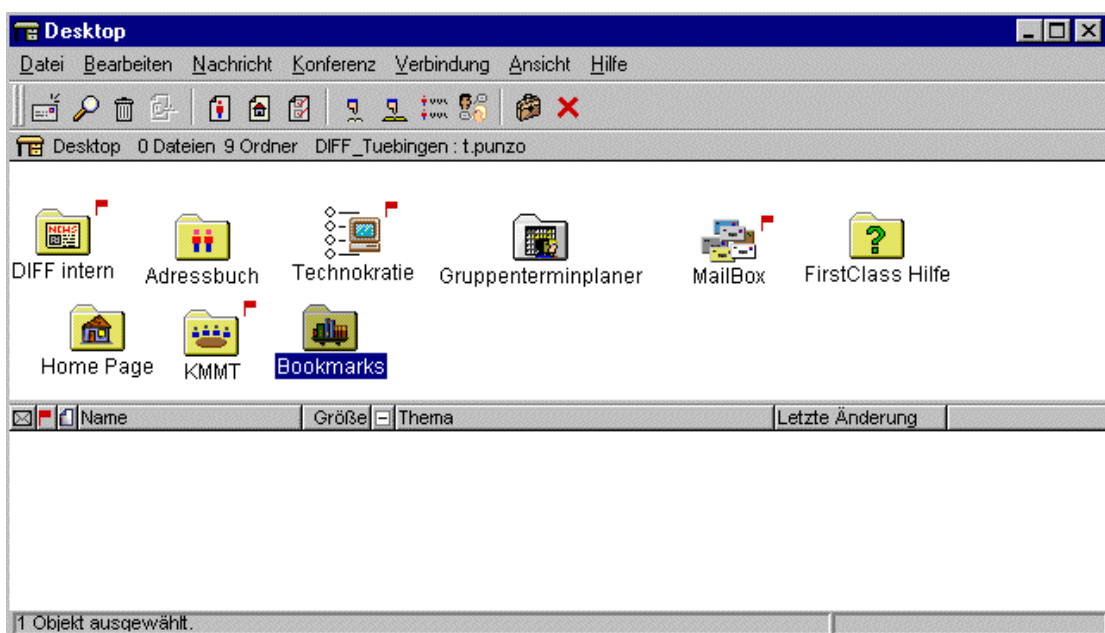 Desktop
Datei Bearbeiten Nachricht Konferenz Verbindung Ansicht Hilfe
Desktop 0 Dateien 9 Ordner DIFF_Tuebingen : t.punzo
NEWS
DIFF intern Adressbuch Technokratie Gruppenterminplaner MailBox FirstClass Hilfe
Home Page KMMT Bookmarks
Name Größe Thema Letzte Änderung
1 Objekt ausgewählt.